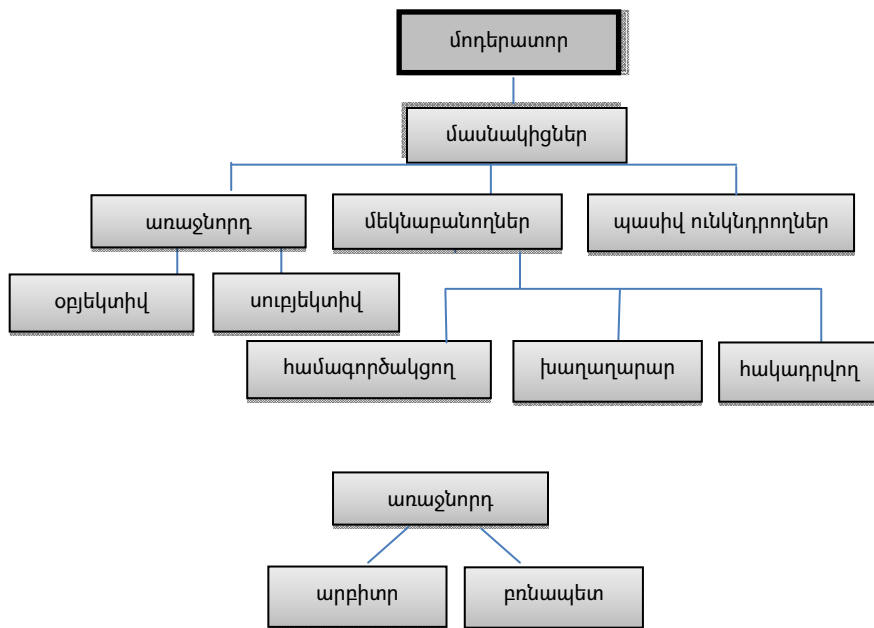 մոդերատոր
մասնակիցներ
առաջնորդ
մեկնաբանողներ
պասիվ ունկնդրողներ
օբյեկտիվ
սուբյեկտիվ
համագործակցող
խաղաղարար
հակադրվող
առաջնորդ
արբիտր
բռնապետ